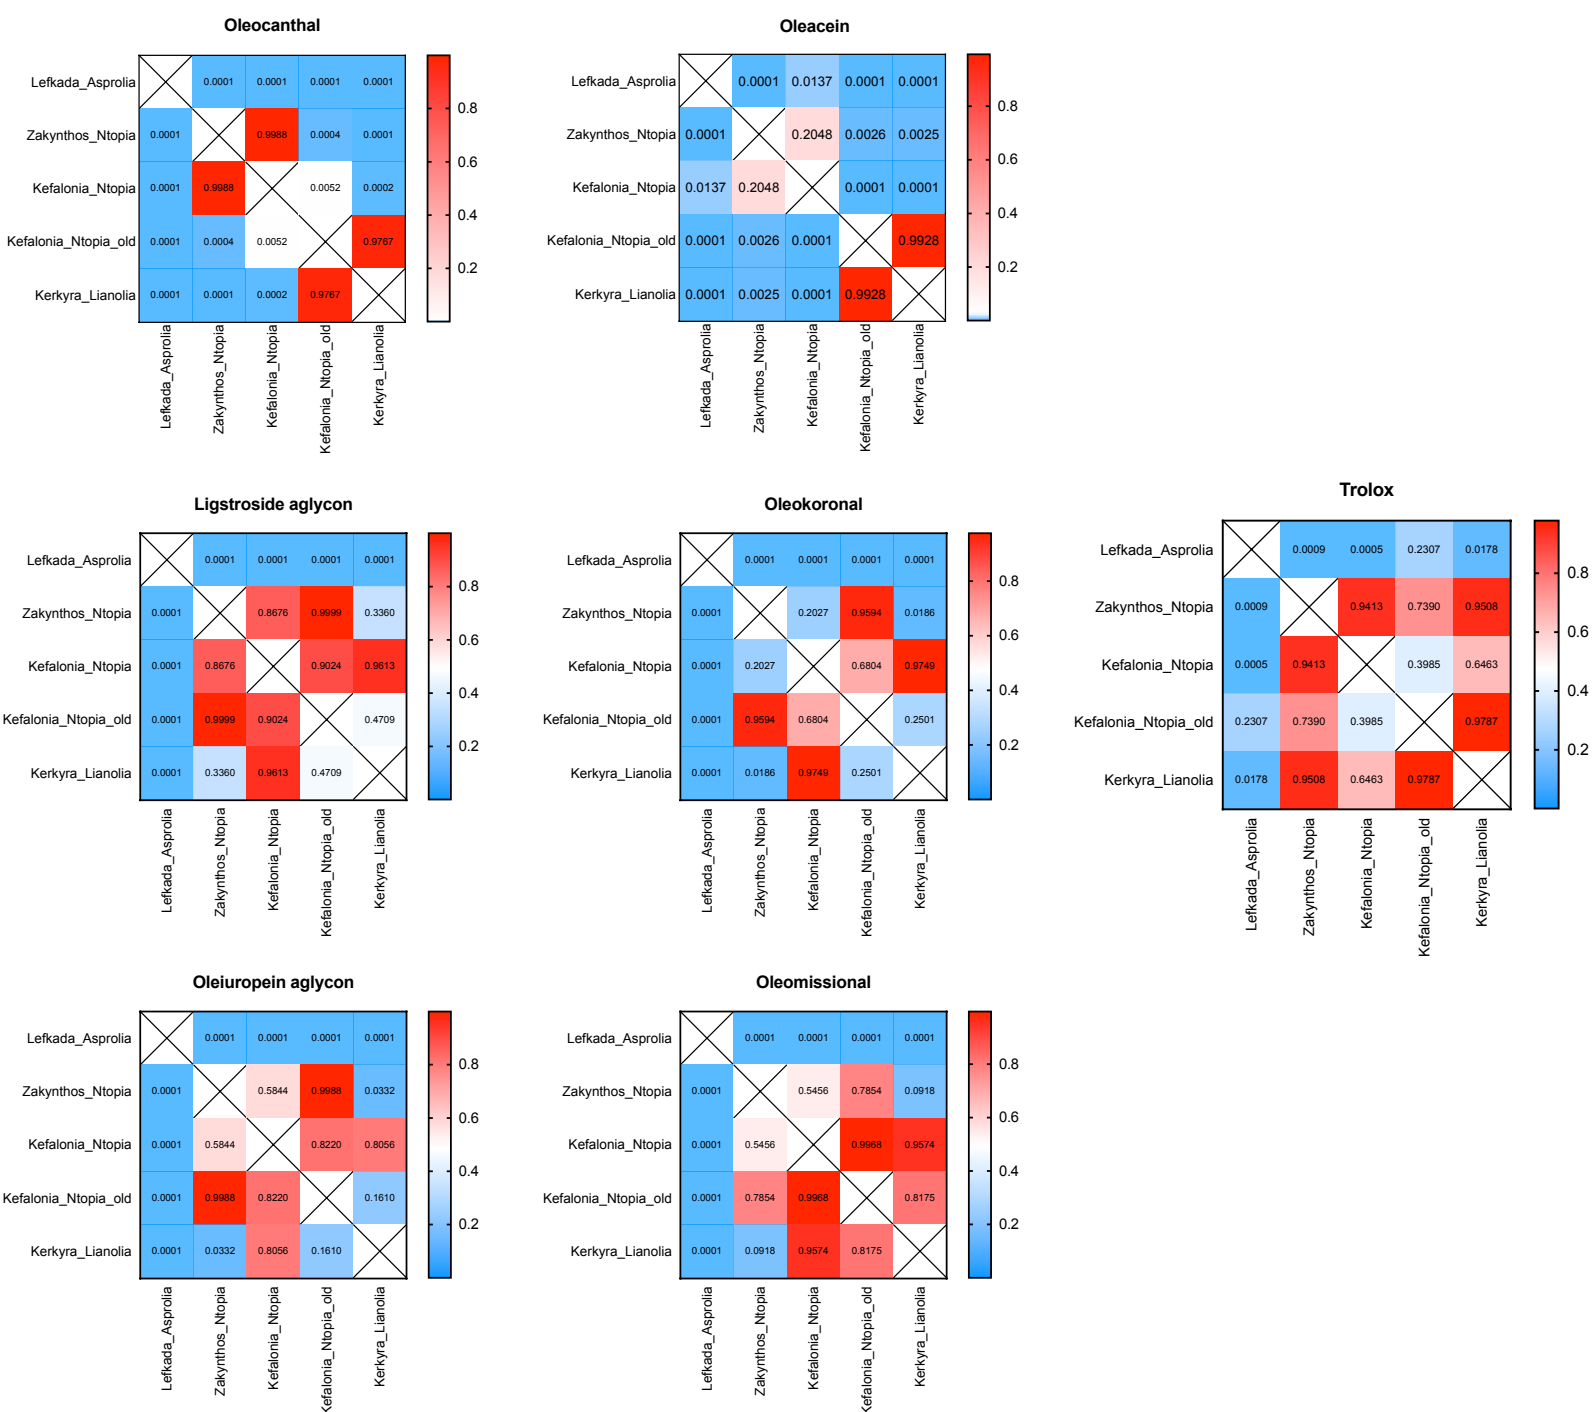 Oleocanthal
Lefkada_Asprolia 0.0001 0.0001 0.0001 0.0001
Zakynthos_Ntopia 0.0001 0.9988 0.0004 0.0001
Kefalonia_Ntopia 0.0001 0.9988 0.0052 0.0002
Kefalonia_Ntopia_old 0.0001 0.0004 0.0052 0.9767
Kerkyra_Lianolia 0.0001 0.0001 0.0002 0.9767
Lefkada_Asprolia
Zakynthos_Ntopia
Kefalonia_Ntopia
Kefalonia_Ntopia_old
Kerkyra_Lianolia
0.8
0.6
0.4
0.2
Oleacein
Lefkada_Asprolia 0.0001 0.0137 0.0001 0.0001
Zakynthos_Ntopia 0.0001 0.2048 0.0026 0.0025
Kefalonia_Ntopia 0.0137 0.2048 0.0001 0.0001
Kefalonia_Ntopia_old 0.0001 0.0026 0.0001 0.9928
Kerkyra_Lianolia 0.0001 0.0025 0.0001 0.9928
Lefkada_Asprolia
Zakynthos_Ntopia
Kefalonia_Ntopia
Kefalonia_Ntopia_old
Kerkyra_Lianolia
0.8
0.6
0.4
0.2
Ligstroside aglycon
Lefkada_Asprolia 0.0001 0.0001 0.0001 0.0001
Zakynthos_Ntopia 0.0001 0.8676 0.9999 0.3360
Kefalonia_Ntopia 0.0001 0.8676 0.9024 0.9613
Kefalonia_Ntopia_old 0.0001 0.9999 0.9024 0.4709
Kerkyra_Lianolia 0.0001 0.3360 0.9613 0.4709
Lefkada_Asprolia
Zakynthos_Ntopia
Kefalonia_Ntopia
Kefalonia_Ntopia_old
Kerkyra_Lianolia
0.8
0.6
0.4
0.2
Oleokoronal
Lefkada_Asprolia 0.0001 0.0001 0.0001 0.0001
Zakynthos_Ntopia 0.0001 0.2027 0.9594 0.0186
Kefalonia_Ntopia 0.0001 0.2027 0.6804 0.9749
Kefalonia_Ntopia_old 0.0001 0.9594 0.6804 0.2501
Kerkyra_Lianolia 0.0001 0.0186 0.9749 0.2501
Lefkada_Asprolia
Zakynthos_Ntopia
Kefalonia_Ntopia
Kefalonia_Ntopia_old
Kerkyra_Lianolia
0.8
0.6
0.4
0.2
Trolox
Lefkada_Asprolia 0.0009 0.0005 0.2307 0.0178
Zakynthos_Ntopia 0.0009 0.9413 0.7390 0.9508
Kefalonia_Ntopia 0.0005 0.9413 0.3985 0.6463
Kefalonia_Ntopia_old 0.2307 0.7390 0.3985 0.9787
Kerkyra_Lianolia 0.0178 0.9508 0.6463 0.9787
Lefkada_Asprolia
Zakynthos_Ntopia
Kefalonia_Ntopia
Kefalonia_Ntopia_old
Kerkyra_Lianolia
0.8
0.6
0.4
0.2
Oleiuropein aglycon
Lefkada_Asprolia 0.0001 0.0001 0.0001 0.0001
Zakynthos_Ntopia 0.0001 0.5844 0.9988 0.0332
Kefalonia_Ntopia 0.0001 0.5844 0.8220 0.8056
Kefalonia_Ntopia_old 0.0001 0.9988 0.8220 0.1610
Kerkyra_Lianolia 0.0001 0.0332 0.8056 0.1610
Lefkada_Asprolia
Zakynthos_Ntopia
Kefalonia_Ntopia
Kefalonia_Ntopia_old
Kerkyra_Lianolia
0.8
0.6
0.4
0.2
Oleomissional
Lefkada_Asprolia 0.0001 0.0001 0.0001 0.0001
Zakynthos_Ntopia 0.0001 0.5456 0.7854 0.0918
Kefalonia_Ntopia 0.0001 0.5456 0.9968 0.9574
Kefalonia_Ntopia_old 0.0001 0.7854 0.9968 0.8175
Kerkyra_Lianolia 0.0001 0.0918 0.9574 0.8175
Lefkada_Asprolia
Zakynthos_Ntopia
Kefalonia_Ntopia
Kefalonia_Ntopia_old
Kerkyra_Lianolia
0.8
0.6
0.4
0.2